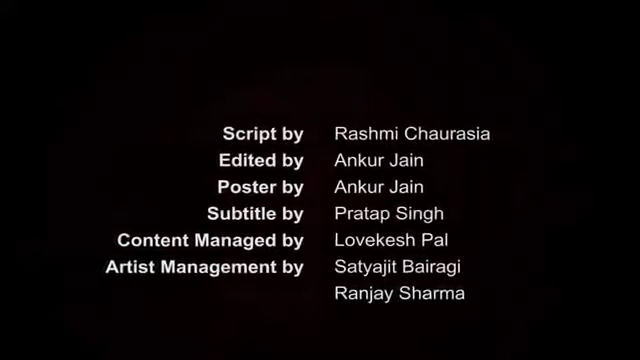 Script by Rashmi Chaurasia
Edited by Ankur Jain
Poster by Ankur Jain
Subtitle by Pratap Singh
Content Managed by Lovekesh Pal
Artist Management by Satyajit Bairagi
Ranjay Sharma